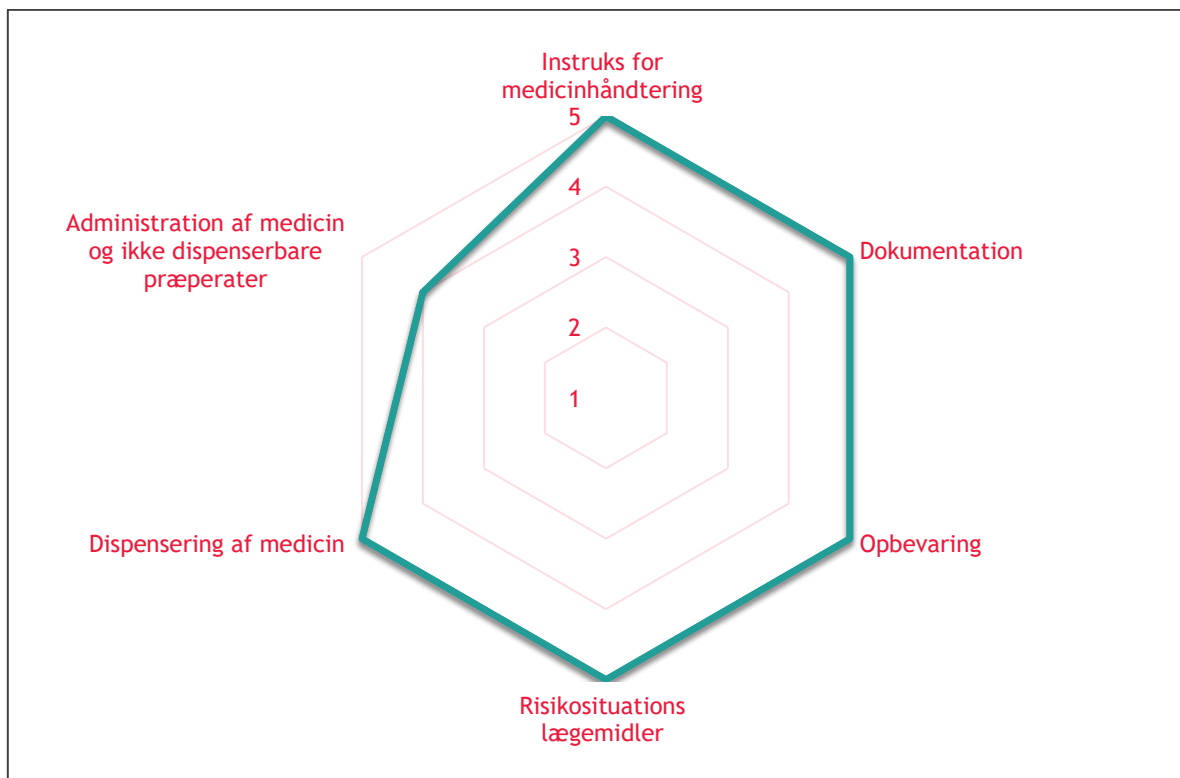 Instruks for
medicinhåndtering
5
4
3
2
1
Dokumentation
Opbevaring
Risikosituations
lægemidler
Dispensering af medicin
Administration af medicin
og ikke dispenserbare
præperater